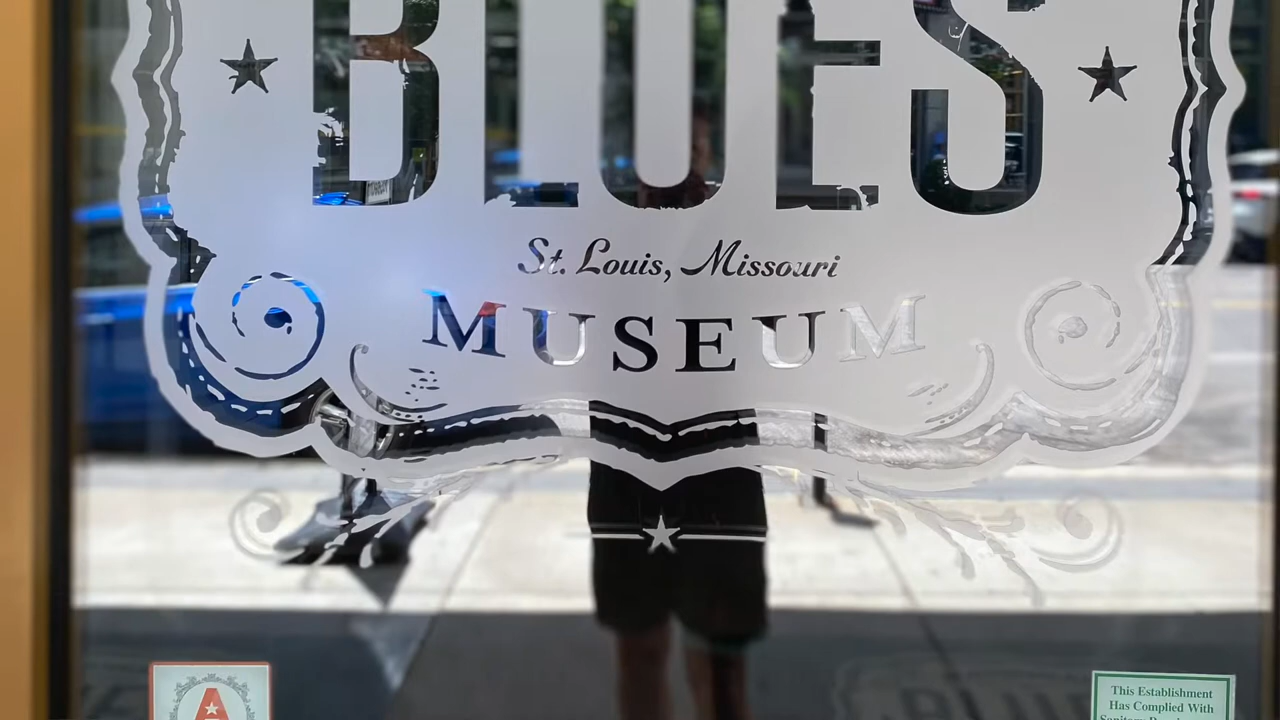 BLUES
St. Louis, Missouri
MUSEUM
A
This Establishment
Has Complied With